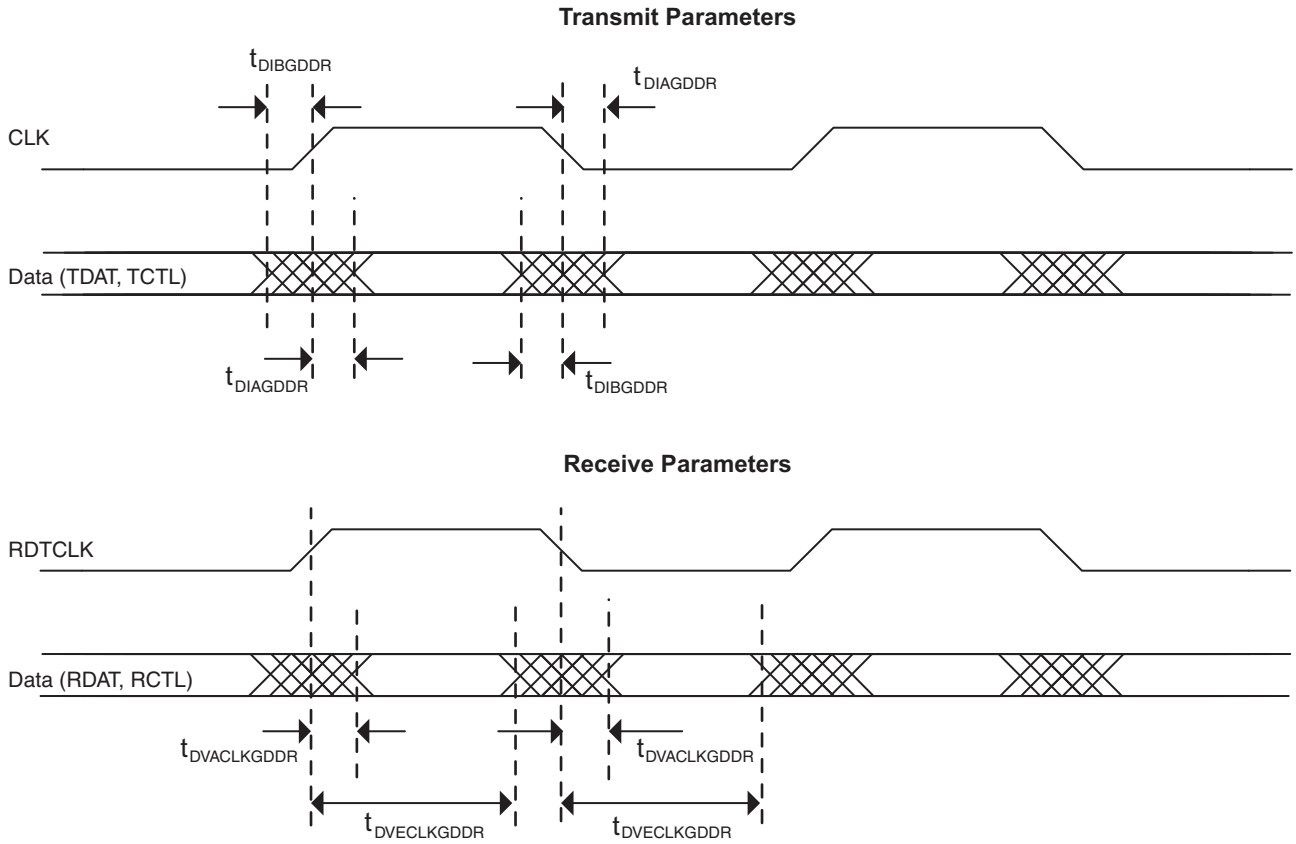 Transmit Parameters
tDIBGDDR
tDIAGDDR
CLK
Data (TDAT, TCTL)
tDIAGDDR
tDIBGDDR
Receive Parameters
RDTCLK
Data (RDAT, RCTL)
tDVACLKGDDR
tDVACLKGDDR
tDVECLKGDDR
tDVECLKGDDR